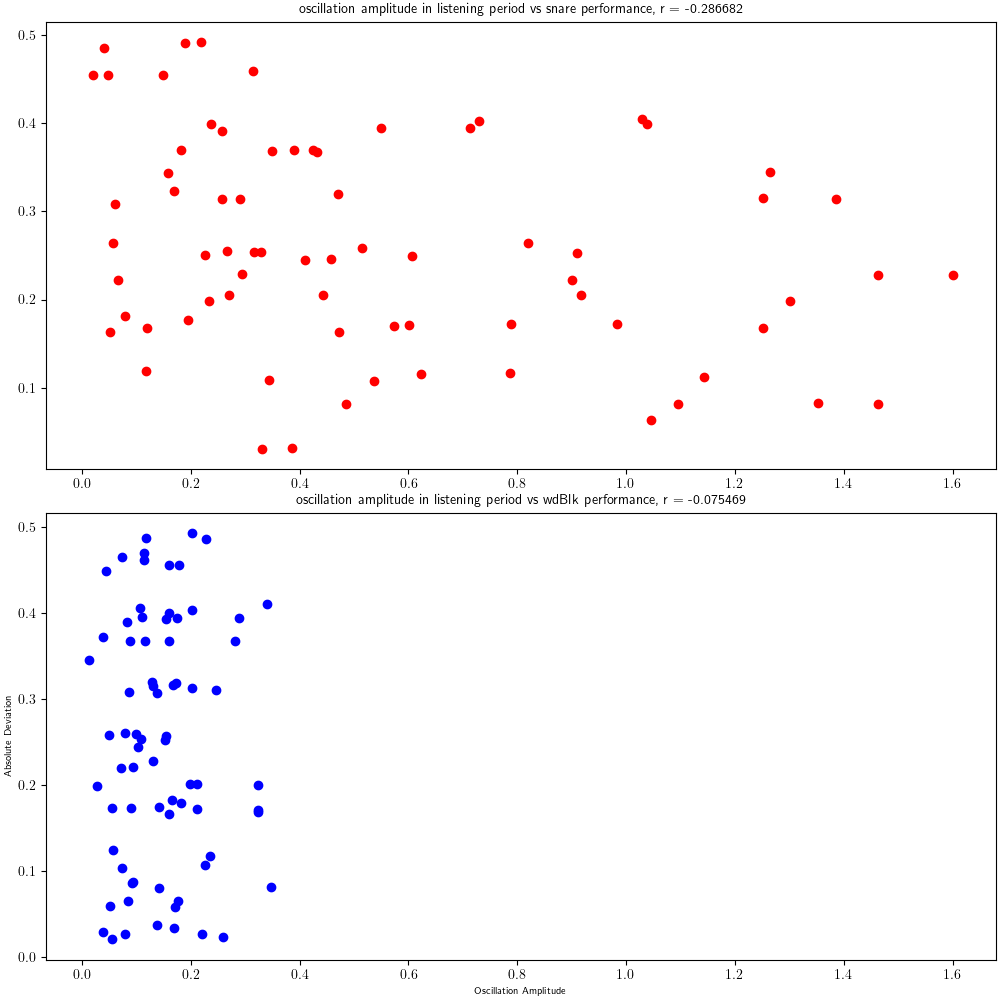 oscillation amplitude in listening period vs snare performance, r = -0.286682
0.5
0.4
0.3
0.2
0.1
0.0 0.2 0.4 0.6 0.8 1.0 1.2 1.4 1.6
oscillation amplitude in listening period vs wdBlk performance, r = -0.075469
0.5
0.4
0.3
0.2
0.1
0.0
Absolute Deviation
0.0 0.2 0.4 0.6 0.8 1.0 1.2 1.4 1.6
Oscillation Amplitude